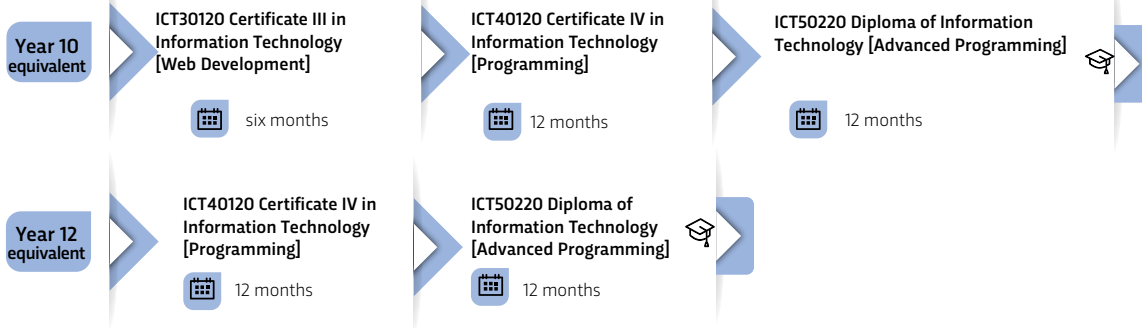 Year 10
equivalent
ICT30120 Certificate III in
Information Technology
[Web Development]
six months
ICT40120 Certificate IV in
Information Technology
[Programming]
12 months
ICT50220 Diploma of Information
Technology [Advanced Programming]
12 months
Year 12
equivalent
ICT40120 Certificate IV in
Information Technology
[Programming]
12 months
ICT50220 Diploma of
Information Technology
[Advanced Programming]
12 months